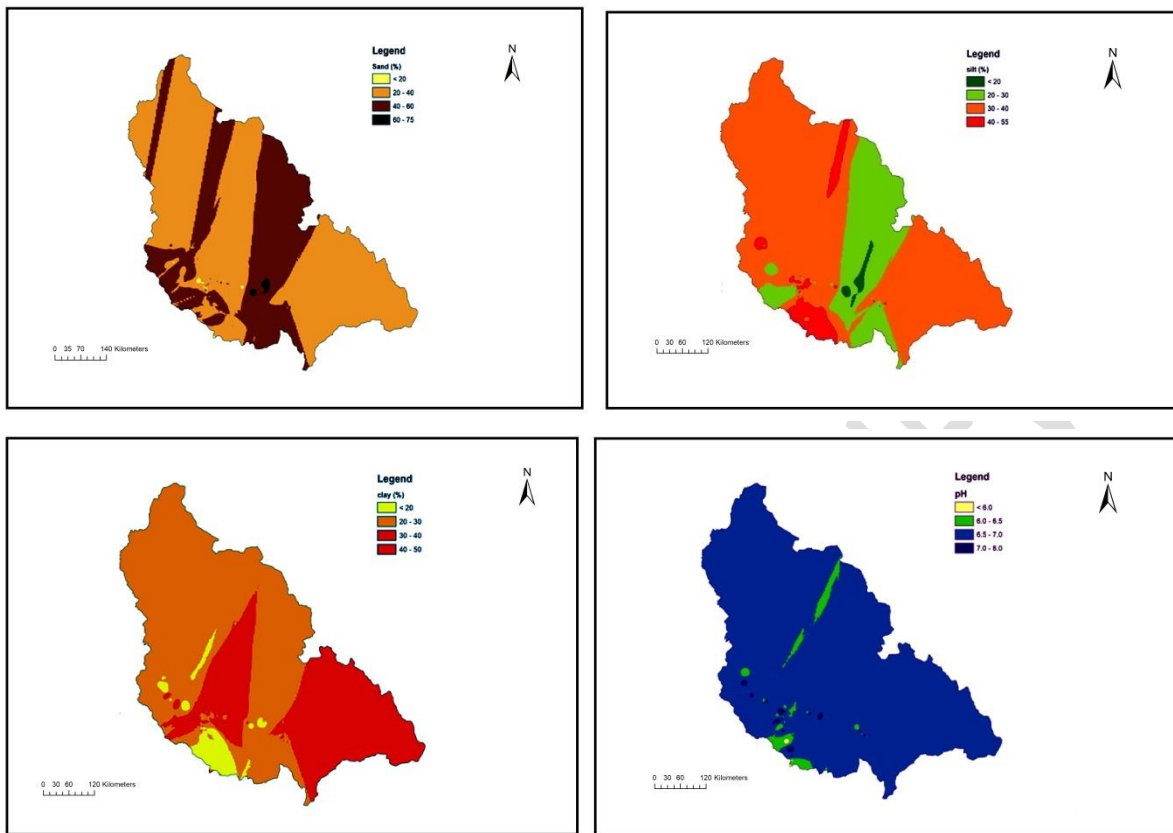 Legend
N
Sand (%)
< 20
20 - 40
40 - 60
60 - 75
0 35 70 140 Kilometers
Legend
N
silt (%)
< 20
20 - 30
30 - 40
40 - 55
0 30 60 120 Kilometers
Legend
N
clay (%)
< 20
20 - 30
30 - 40
40 - 50
0 30 60 120 Kilometers
Legend
N
pH
< 6.0
6.0 - 6.5
6.5 - 7.0
7.0 - 8.0
0 30 60 120 Kilometers